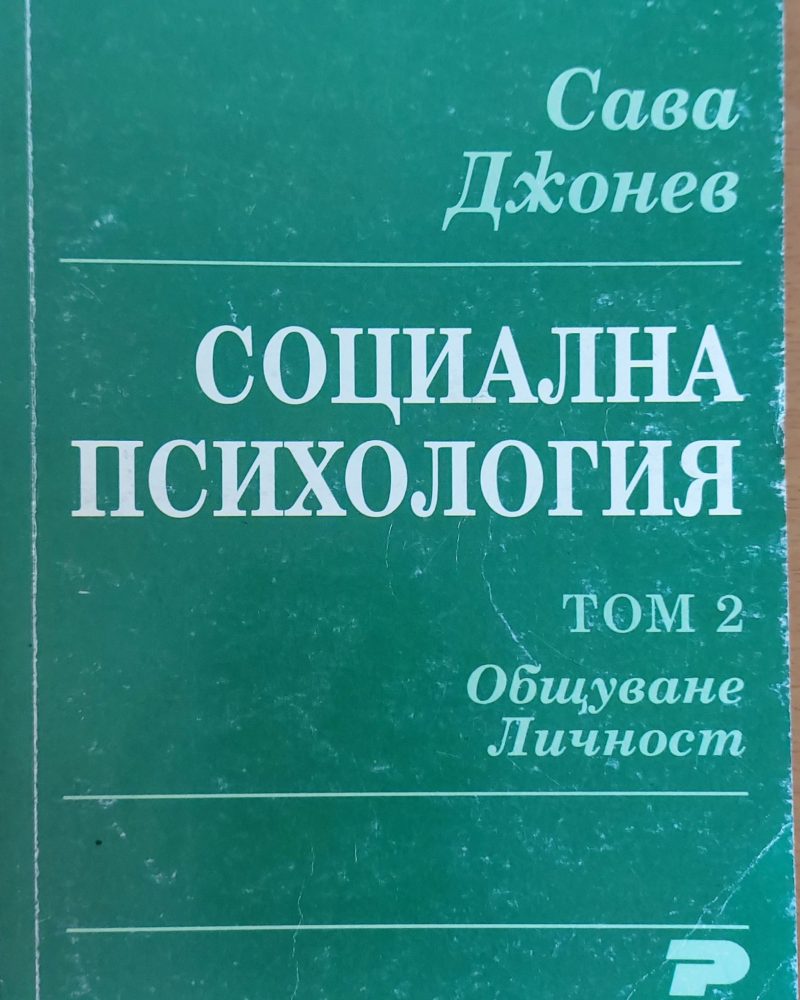 Сава
Джонев
СОЦИАЛНА
ПСИХОЛОГИЯ
ТОМ 2
Общуване
Личност